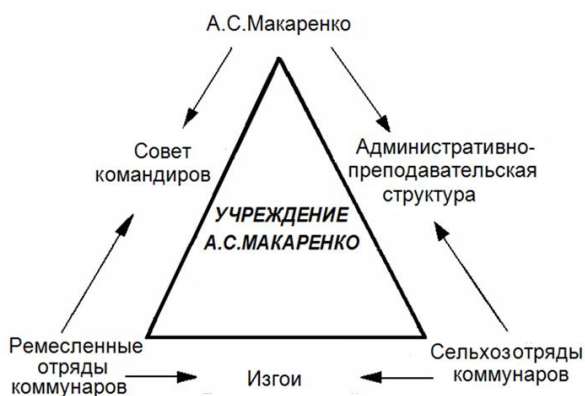 А.С.Макаренко
Совет
командиров
Административно-
преподавательская
структура
УЧРЕЖДЕНИЕ
А.С.МАКАРЕНКО
Ремесленные
отряды
коммунаров
Изгои
Сельхозотряды
коммунаров